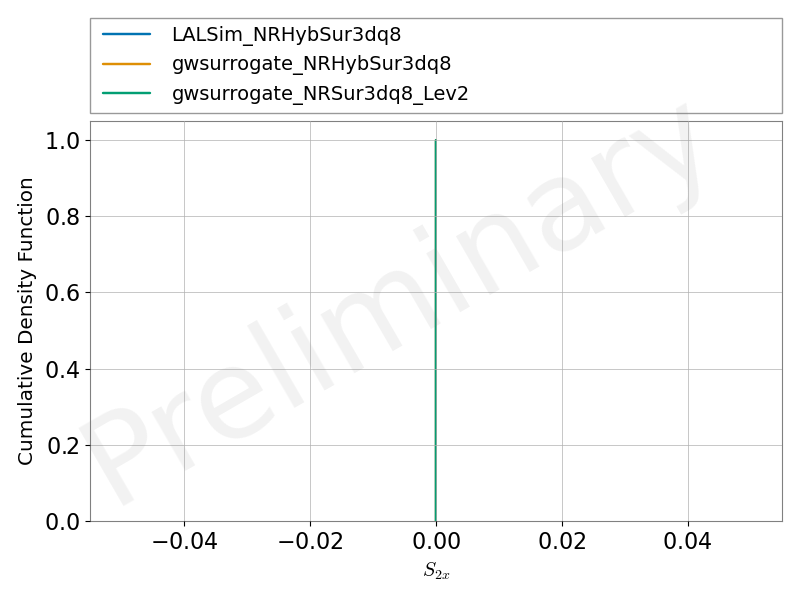 LALSim_NRHybSur3dq8
gwsurrogate_NRHybSur3dq8
gwsurrogate_NRSur3dq8_Lev2
1.0
0.8
0.6
0.4
0.2
0.0
Cumulative Density Function
Preliminary
−0.04 −0.02 0.00 0.02 0.04
S₂ₓ